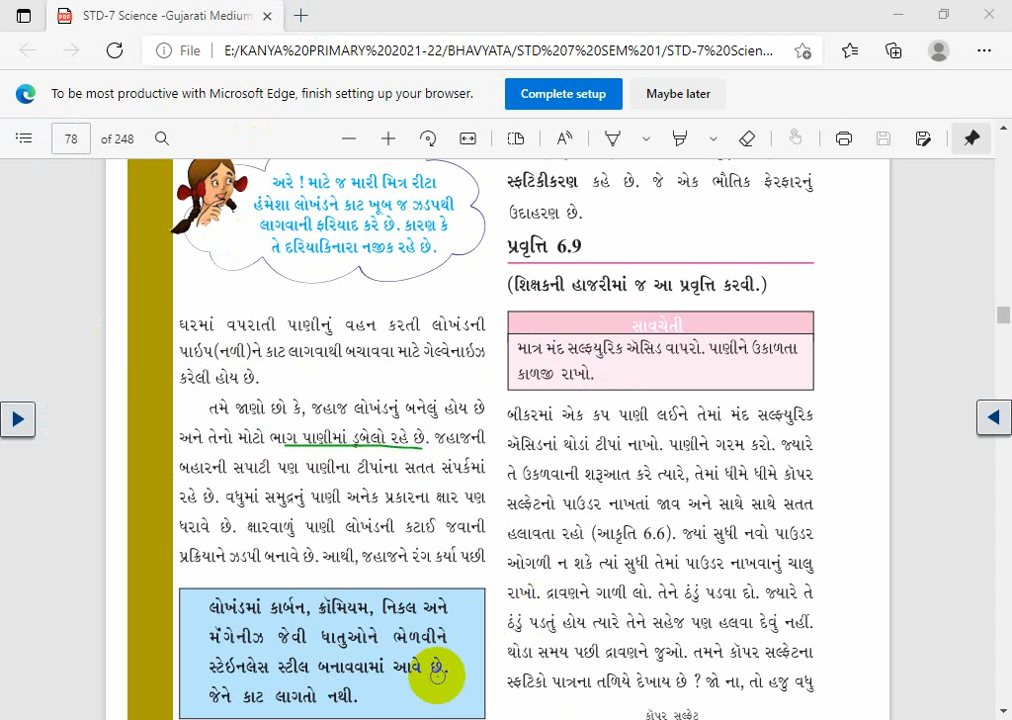 STD-7 Science -Gujarati Medium
File
E:/KANYA%20PRIMARY%202021-22/BHAVYATA/STD%207%20SEM%201/STD-7%20Scien...
To be most productive with Microsoft Edge, finish setting up your browser.
Complete setup
Maybe later
78 of 248
અરે ! માટે જ મારી મિત્ર રીટા
હંમેશા લોખંડને કાટ ખૂબ જ ઝડપથી
લાગવાની ફરિયાદ કરે છે. કારણ કે
તે દરિયાકિનારા નજીક રહે છે.
ઘરમાં વપરાતી પાણીનું વહન કરતી લોખંડની
પાઇપ(નળી)ને કાટ લાગવાથી બચાવવા માટે ગેલ્વેનાઇઝ
કરેલી હોય છે.
તમે જાણો છો કે, જહાજ લોખંડનું બનેલું હોય છે
અને તેનો મોટો ભાગ પાણીમાં ડૂબેલો રહે છે. જહાજની
બહારની સપાટી પણ પાણીના ટીપાંના સતત સંપર્કમાં
રહે છે. વધુમાં સમુદ્રનું પાણી અનેક પ્રકારના ક્ષાર પણ
ધરાવે છે. ક્ષારવાળું પાણી લોખંડની કટાઈ જવાની
પ્રક્રિયાને ઝડપી બનાવે છે. આથી, જહાજને રંગ કર્યા પછી
લોખંડમાં કાર્બન, ક્રૉમિયમ, નિકલ અને
મૅંગેનીઝ જેવી ધાતુઓને ભેળવીને
સ્ટેઇનલેસ સ્ટીલ બનાવવામાં આવે છે.
જેને કાટ લાગતો નથી.
સ્ફટિકીકરણ કહે છે. જે એક ભૌતિક ફેરફારનું
ઉદાહરણ છે.
પ્રવૃત્તિ 6.9
(શિક્ષકની હાજરીમાં જ આ પ્રવૃત્તિ કરવી.)
સાવચેતી
માત્ર મંદ સલ્ફ્યુરિક ઍસિડ વાપરો. પાણીને ઉકાળતા
કાળજી રાખો.
બીકરમાં એક કપ પાણી લઈને તેમાં મંદ સલ્ફ્યુરિક
ઍસિડનાં થોડાં ટીપાં નાખો. પાણીને ગરમ કરો. જ્યારે
તે ઉકળવાની શરૂઆત કરે ત્યારે, તેમાં ધીમે ધીમે કૉપર
સલ્ફેટનો પાઉડર નાખતાં જાવ અને સાથે સાથે સતત
હલાવતા રહો (આકૃતિ 6.6). જ્યાં સુધી નવો પાઉડર
ઓગળી ન શકે ત્યાં સુધી તેમાં પાઉડર નાખવાનું ચાલુ
રાખો. દ્રાવણને ગાળી લો. તેને ઠંડું પડવા દો. જ્યારે તે
ઠંડું પડતું હોય ત્યારે તેને સહેજ પણ હલવા દેવું નહીં.
થોડા સમય પછી દ્રાવણને જુઓ. તમને કૉપર સલ્ફેટના
સ્ફટિકો પાત્રના તળિયે દેખાય છે ? જો ના, તો હજુ વધુ
કૉપર સલ્ફેટ